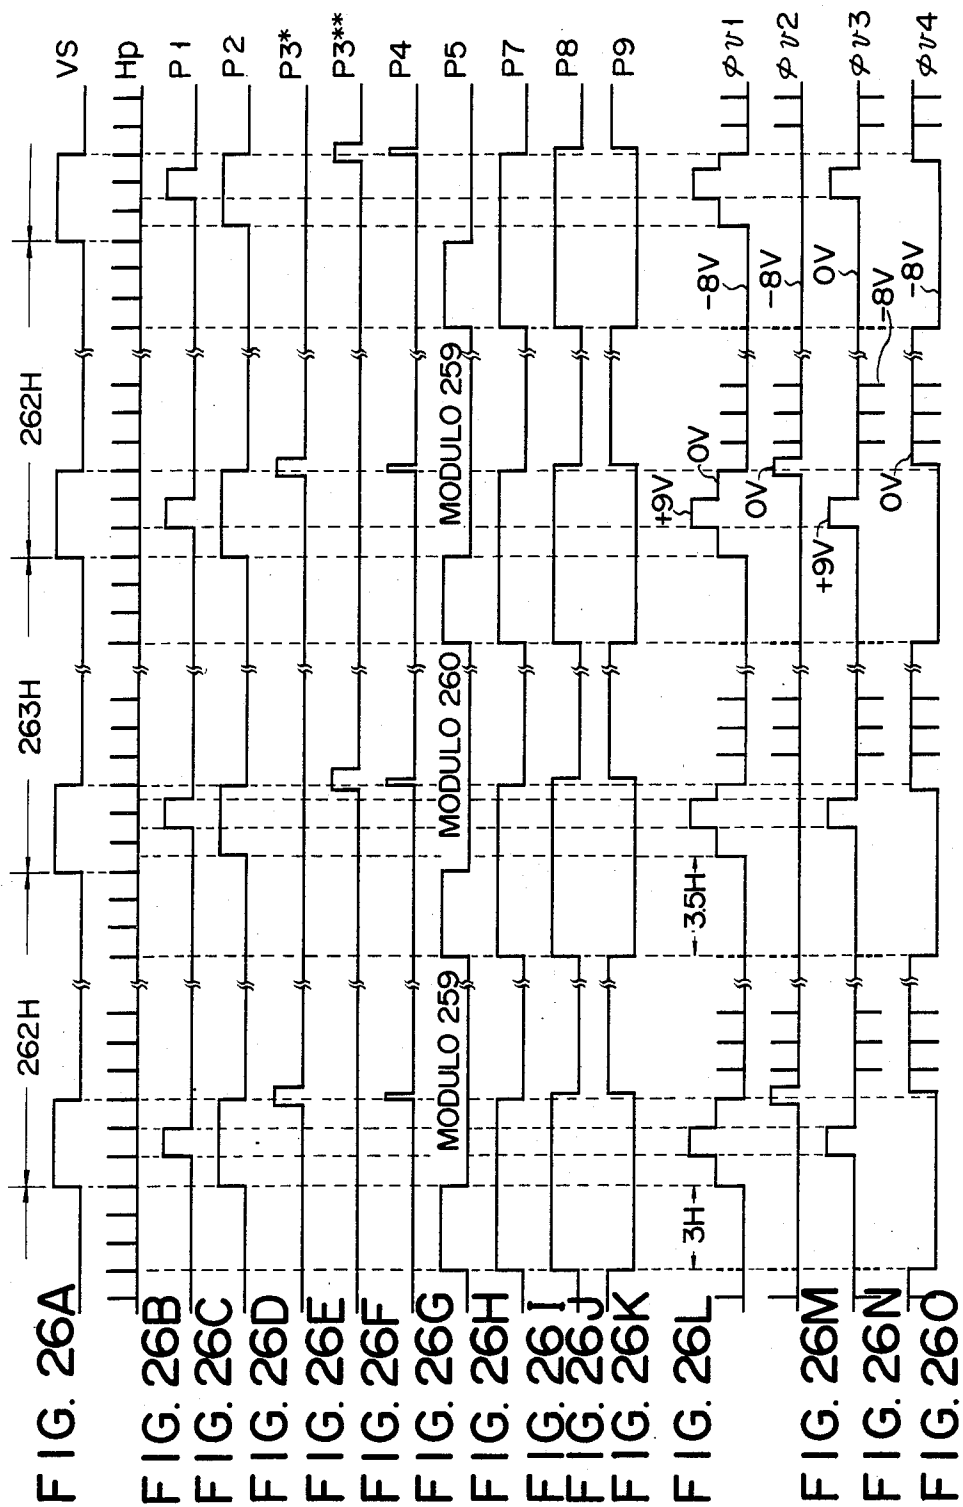 FIG. 26A
262H
263H
262H
VS
FIG. 26B
Hp
FIG. 26C
P1
FIG. 26D
P2
FIG. 26E
P3*
FIG. 26F
P3**
FIG. 26G
P4
FIG. 26H
MODULO 259
MODULO 260
MODULO 259
P5
FIG. 26I
P7
FIG. 26J
P8
FIG. 26K
P9
FIG. 26L
3H
3.5H
+9V
0V
-8V
φv1
FIG. 26M
0V
-8V
φv2
FIG. 26N
+9V
0V
-8V
φv3
FIG. 26O
0V
-8V
φv4